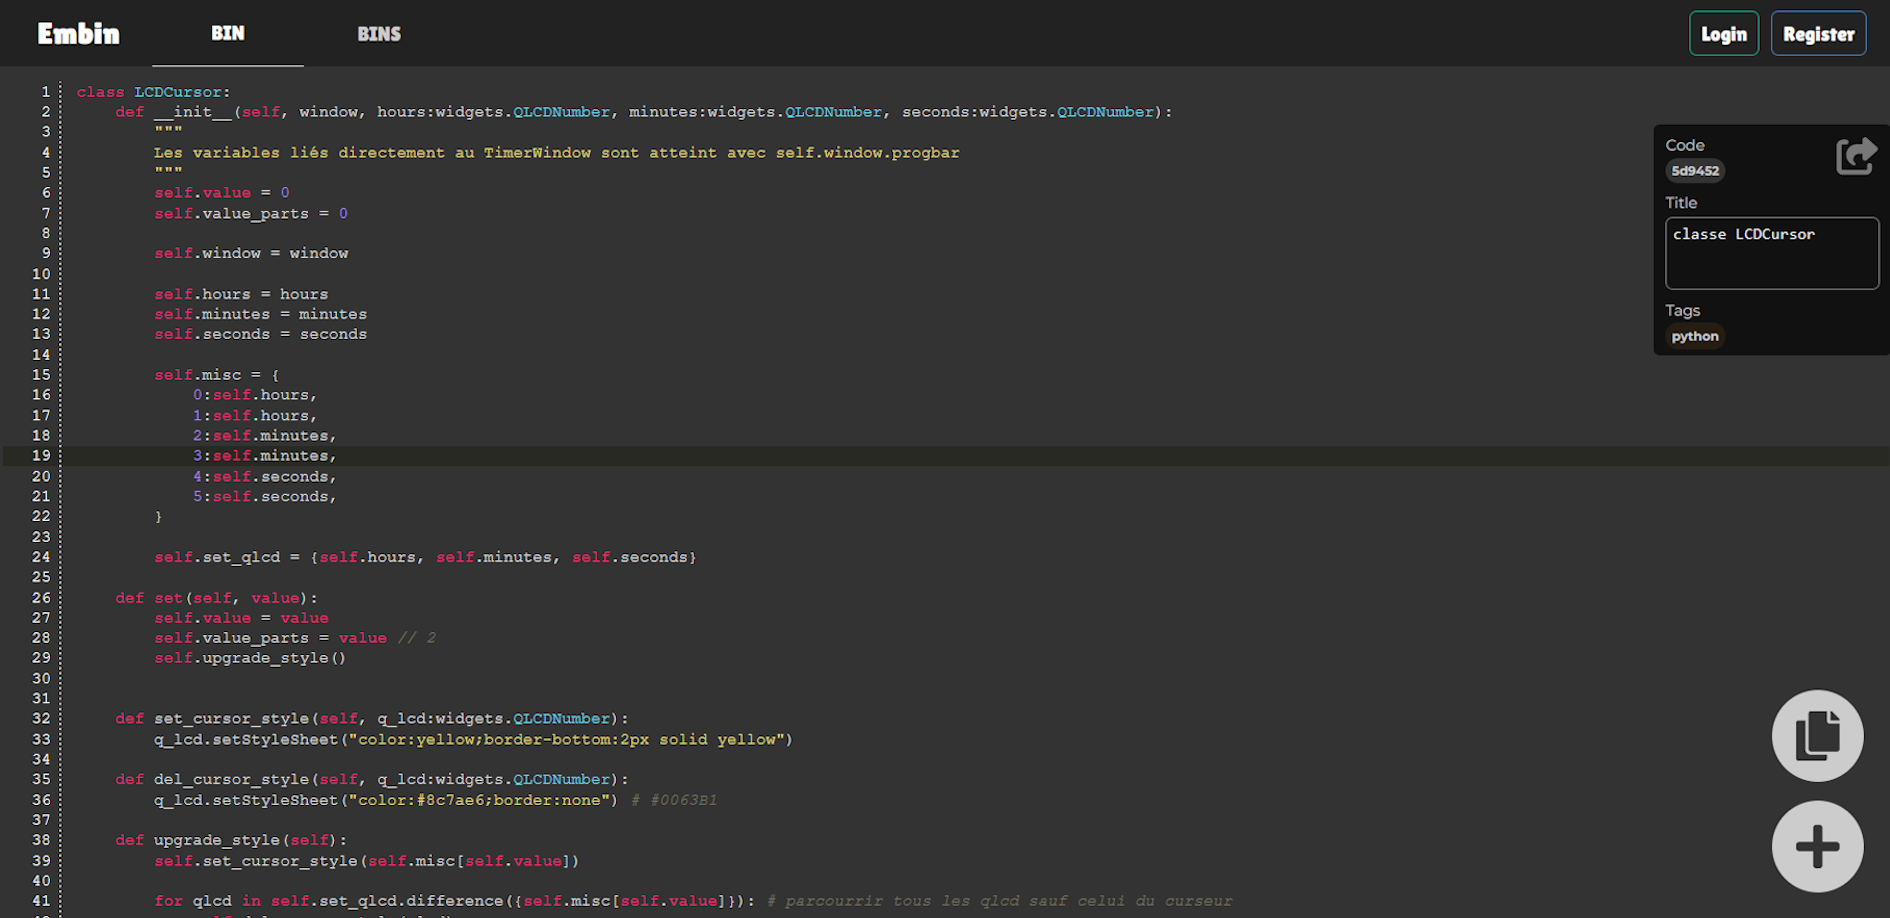 Embin BIN BINS Login Register
1 class LCDCursor:
2 def __init__(self, window, hours:widgets.QLCDNumber, minutes:widgets.QLCDNumber, seconds:widgets.QLCDNumber):
3 """
4 Les variables liés directement au TimerWindow sont atteint avec self.window.progbar
5 """
6 self.value = 0
7 self.value_parts = 0
8
9 self.window = window
10
11 self.hours = hours
12 self.minutes = minutes
13 self.seconds = seconds
14
15 self.misc = {
16 0:self.hours,
17 1:self.hours,
18 2:self.minutes,
19 3:self.minutes,
20 4:self.seconds,
21 5:self.seconds,
22 }
23
24 self.set_qlcd = {self.hours, self.minutes, self.seconds}
25
26 def set(self, value):
27 self.value = value
28 self.value_parts = value // 2
29 self.upgrade_style()
30
31
32 def set_cursor_style(self, q_lcd:widgets.QLCDNumber):
33 q_lcd.setStyleSheet("color:yellow;border-bottom:2px solid yellow")
34
35 def del_cursor_style(self, q_lcd:widgets.QLCDNumber):
36 q_lcd.setStyleSheet("color:#8c7ae6;border:none") # #0063B1
37
38 def upgrade_style(self):
39 self.set_cursor_style(self.misc[self.value])
40
41 for qlcd in self.set_qlcd.difference({self.misc[self.value]}): # parcourrir tous les qlcd sauf celui du curseur
Code
5d9452
Title
classe LCDCursor
Tags
python